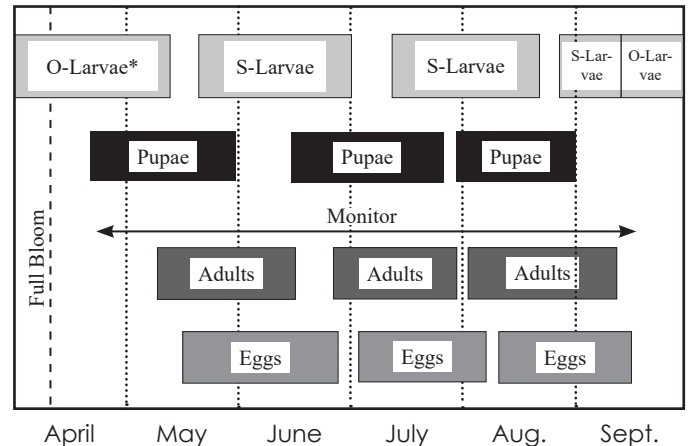 O-Larvae*
S-Larvae
S-Larvae
S-Lar-
vae
O-Lar-
vae
Pupae
Pupae
Pupae
Monitor
Full Bloom
Adults
Adults
Adults
Eggs
Eggs
Eggs
April May June July Aug. Sept.